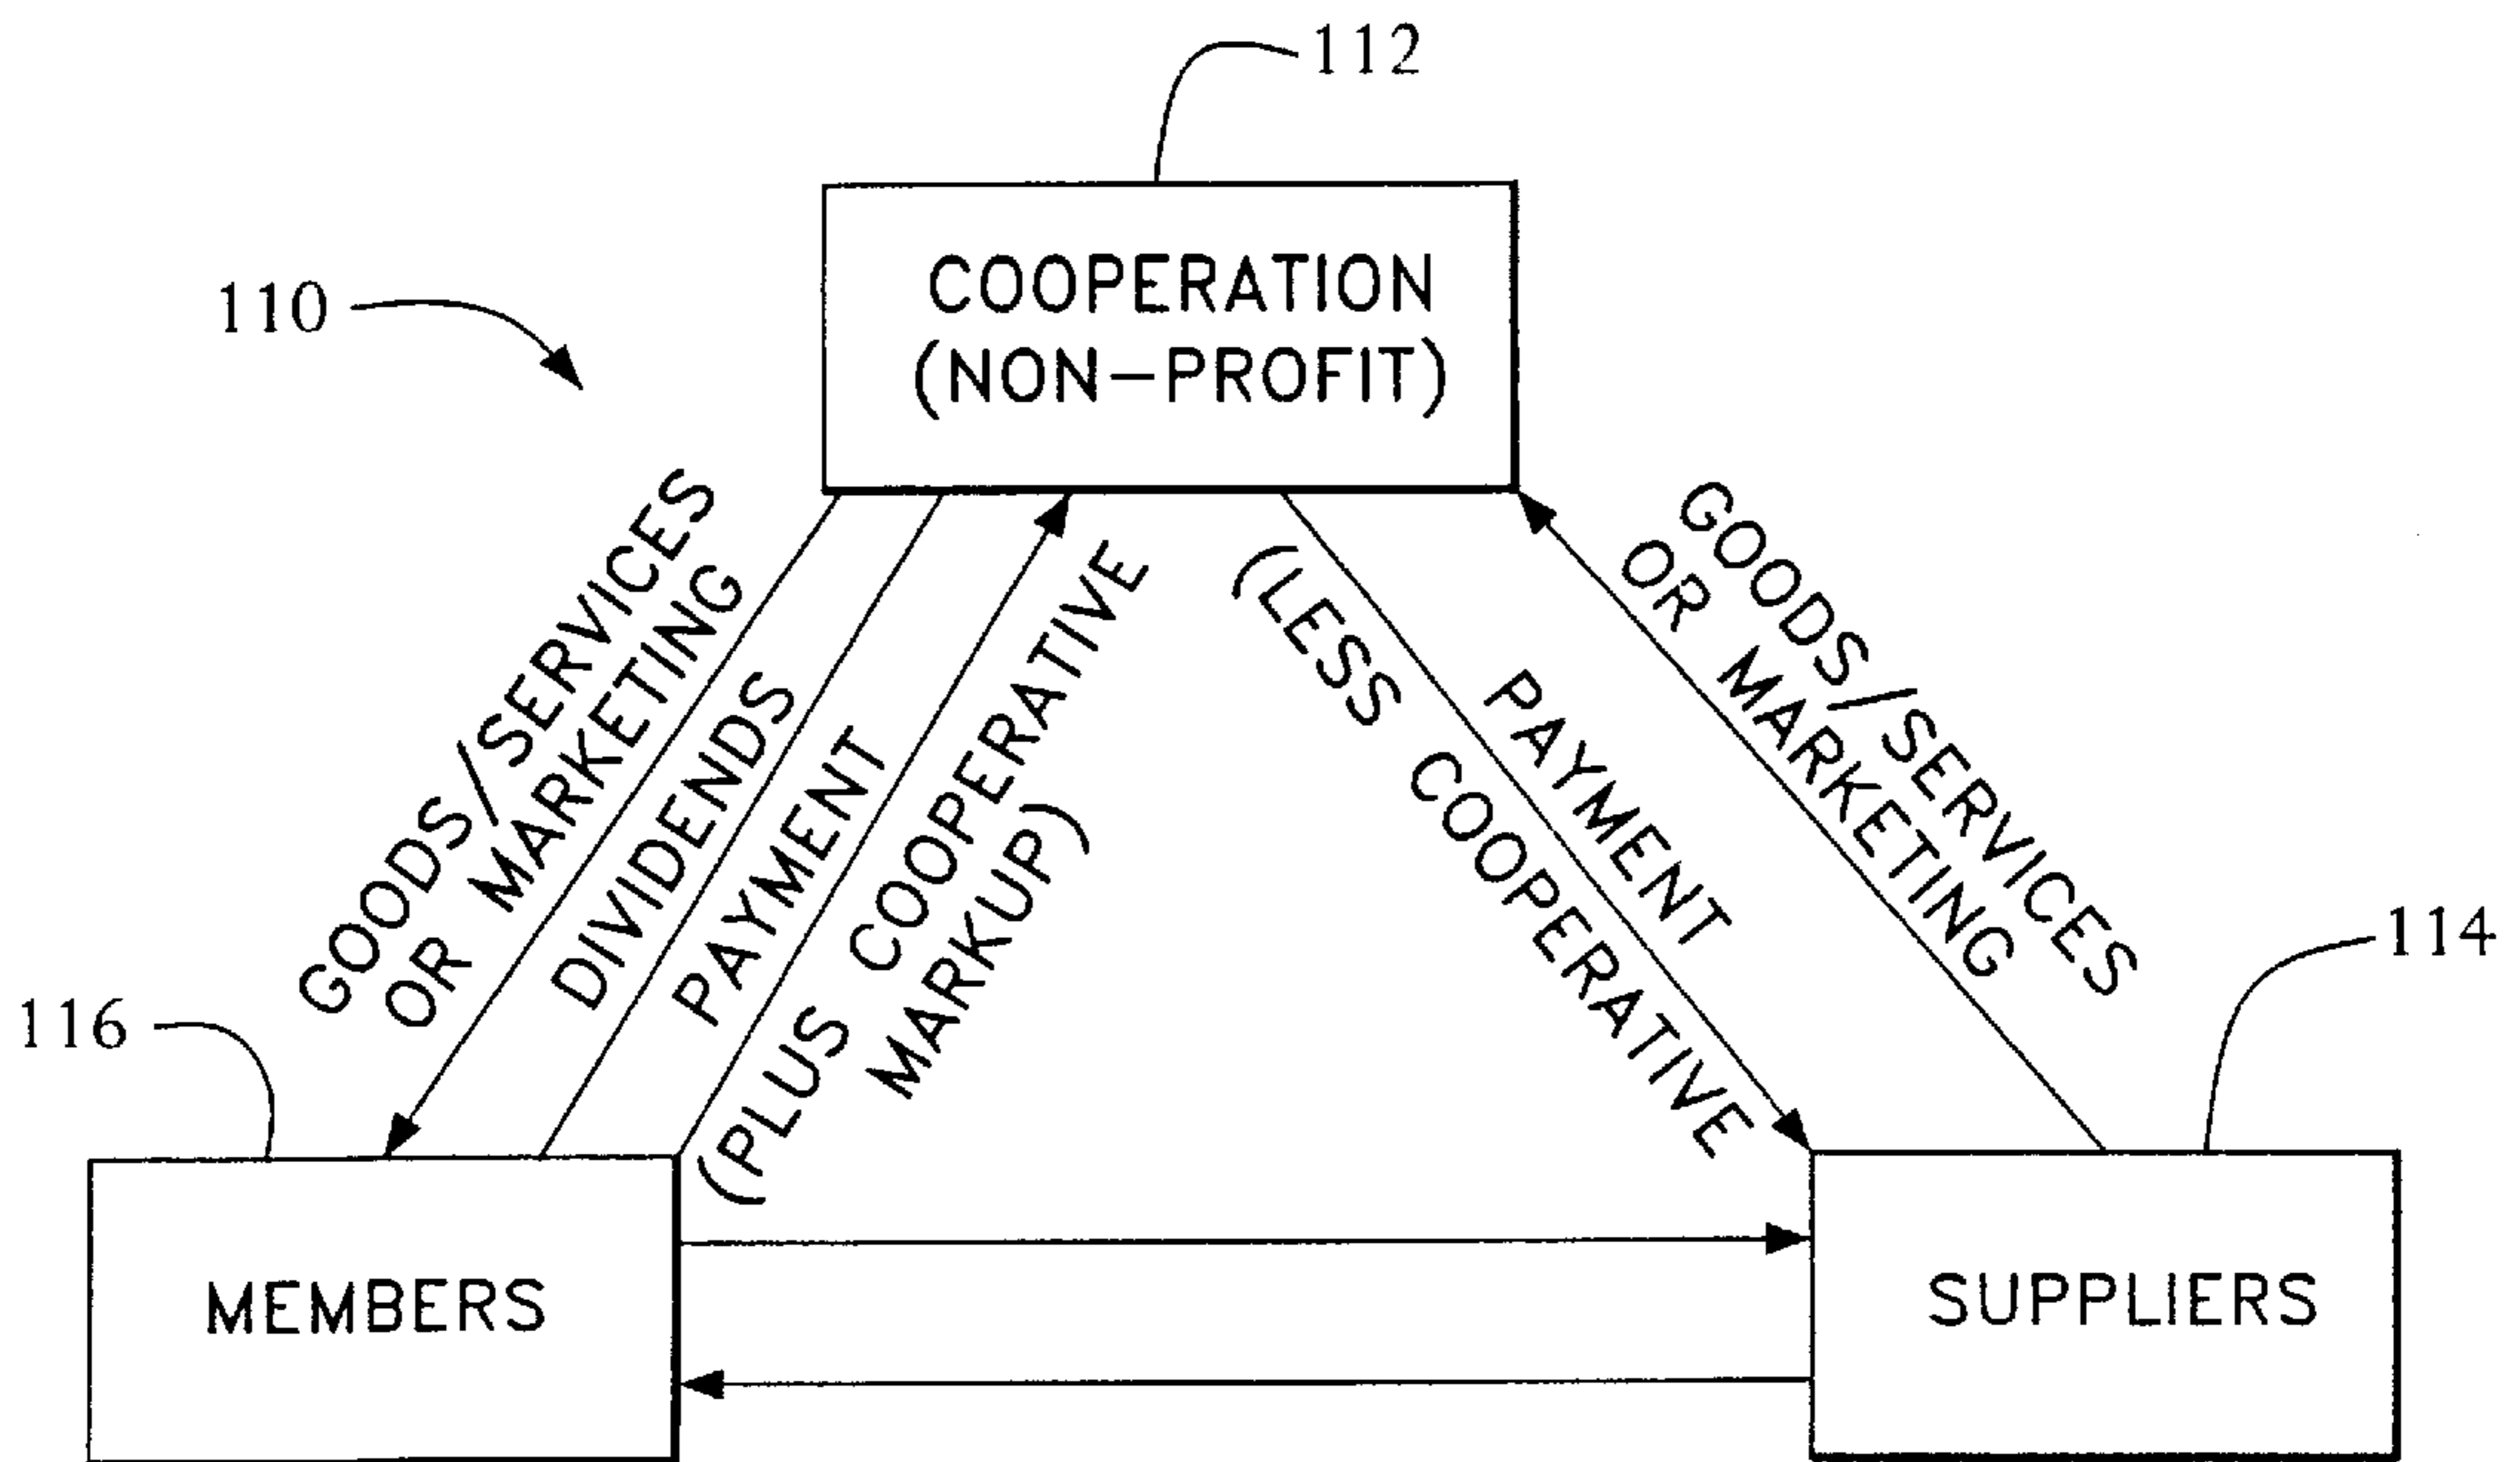 112
110
COOPERATION
(NON-PROFIT)
GOODS/SERVICES
OR MARKETING
DIVIDENDS
PAYMENT
(PLUS COOPERATIVE
MARKUP)
PAYMENT
(LESS COOPERATIVE
GOODS/SERVICES
OR MARKETING
116
114
MEMBERS
SUPPLIERS